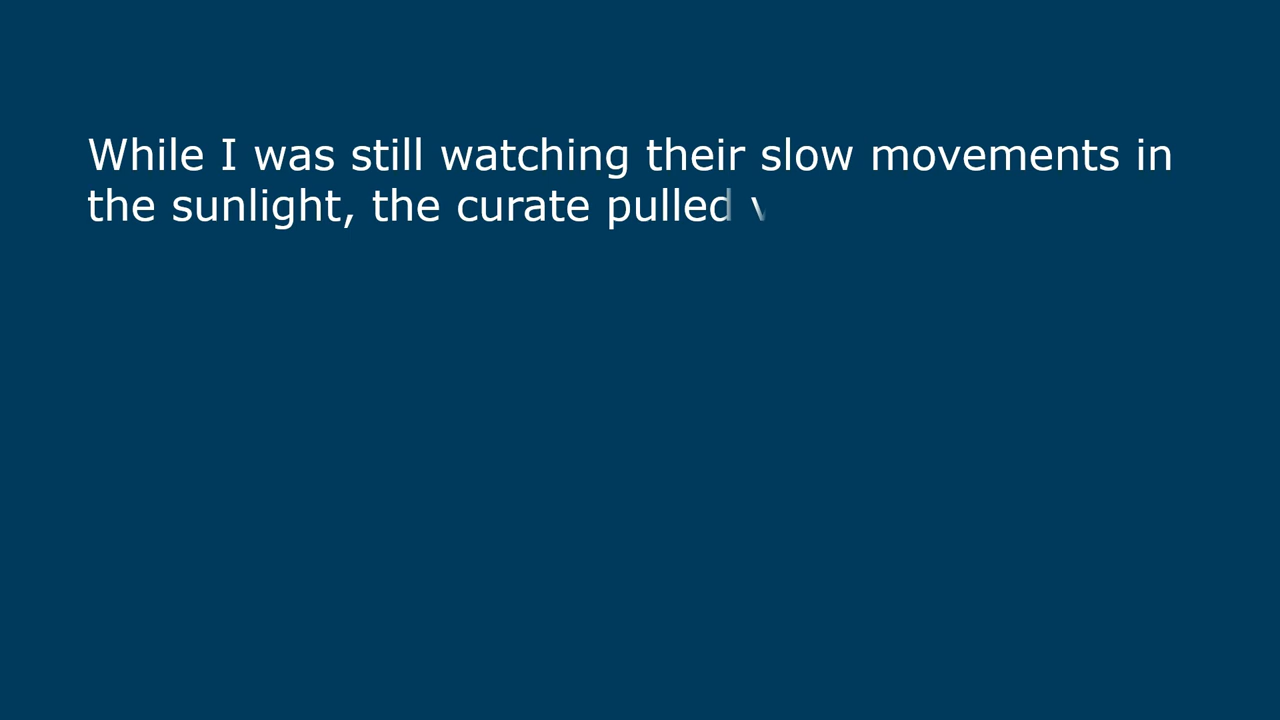 While I was still watching their slow movements in
the sunlight, the curate pulled